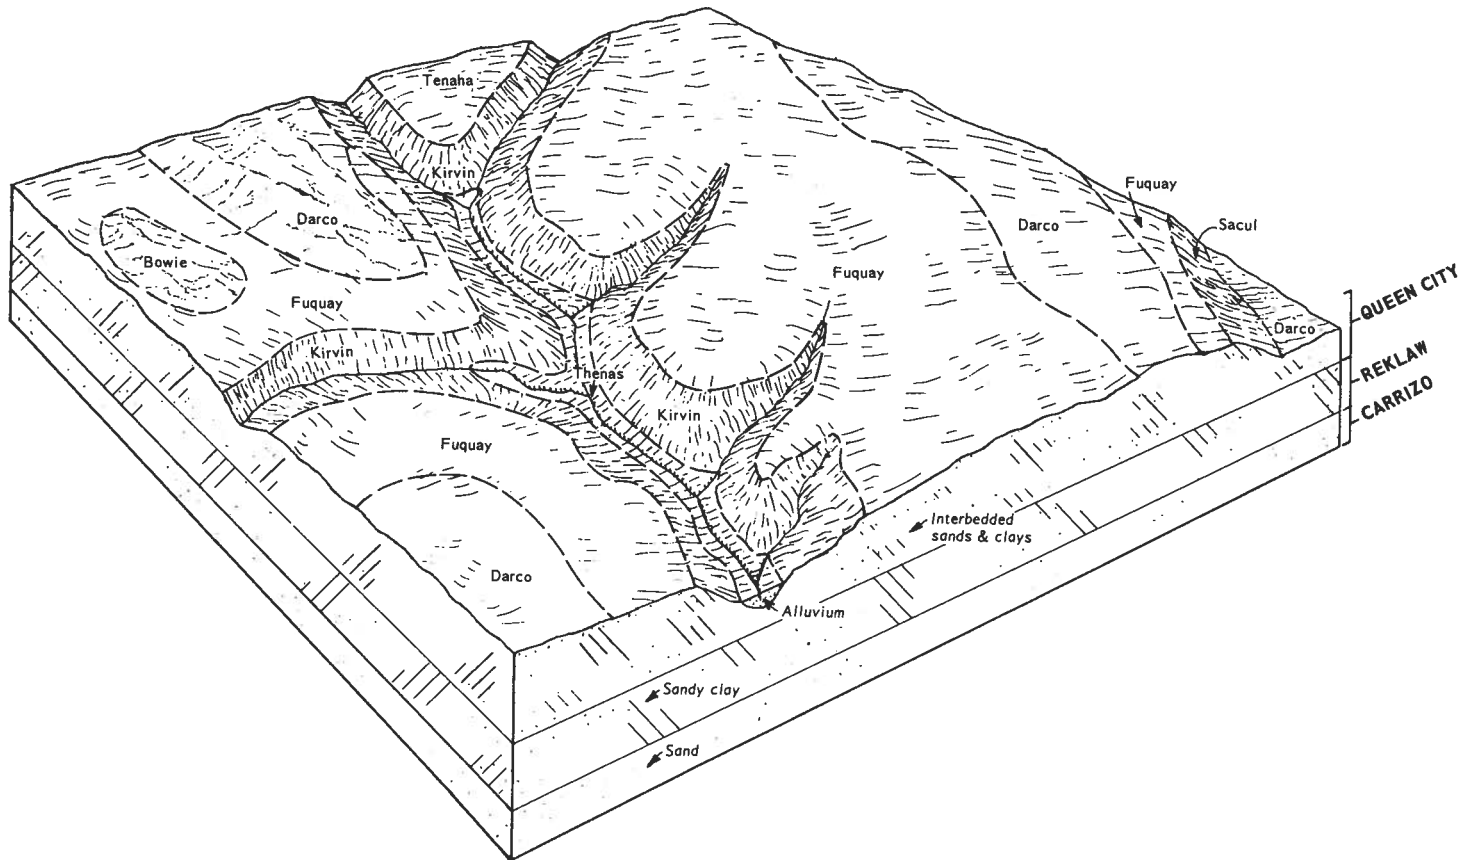 Tenaha
Kirvin
Darco
Bowie
Fuquay
Kirvin
Thenas
Fuquay
Darco
Kirvin
Fuquay
Darco
Fuquay
Sacul
Darco
QUEEN CITY
REKLAW
CARRIZO
Interbedded
sands & clays
Alluvium
Sandy clay
Sand